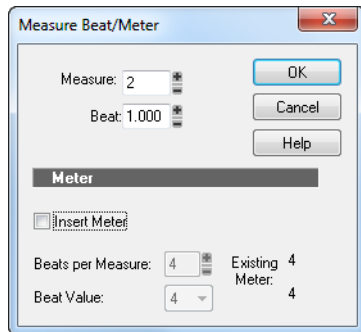 Measure Beat/Meter
Measure: 2
OK
Beat: 1.000
Cancel
Help
Meter
Insert Meter
Beats per Measure: 4
Existing Meter: 4
Beat Value: 4
4